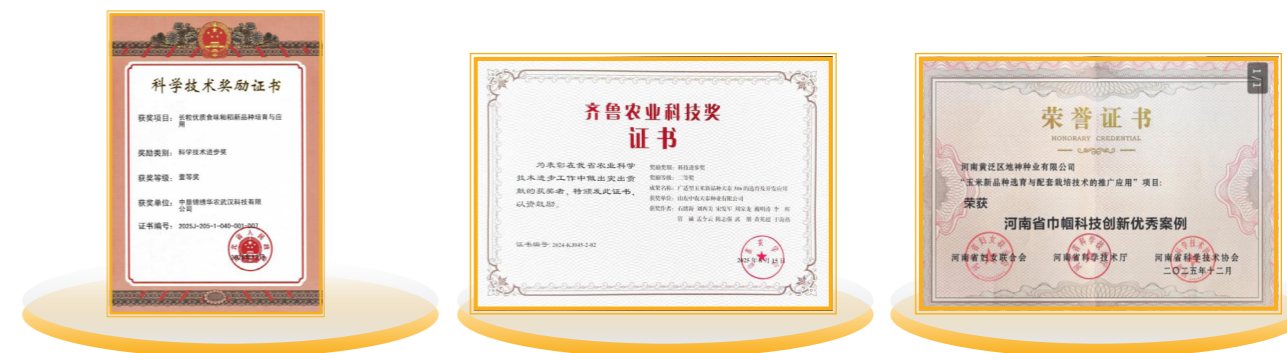 科学技术奖励证书
获奖项目：长粒优质食味粳稻新品种培育与应
用
奖励类别：科学技术进步奖
获奖等级：壹等奖
获奖单位：中垦锦绣华农武汉科技有限
公司
证书编号：2025J-205-1-040-001-007
齐鲁农业科技奖
证书
为表彰在我省农业科学
技术进步工作中做出突出贡
献的获奖者，特颁发此证书，
以资鼓励。
证书编号：2024-KJ045-2-02
奖励类别：科技进步奖
奖励等级：二等奖
获奖单位：山东中农天泰种业有限公司
1/1
荣誉证书
HONORARY CREDENTIAL
河南黄泛区地神种业有限公司
“玉米新品种选育与配套栽培技术的推广应用”项目：
荣获
河南省巾帼科技创新优秀案例
河南省妇女联合会 河南省科学技术厅 河南省科学技术协会
二〇二五年十二月